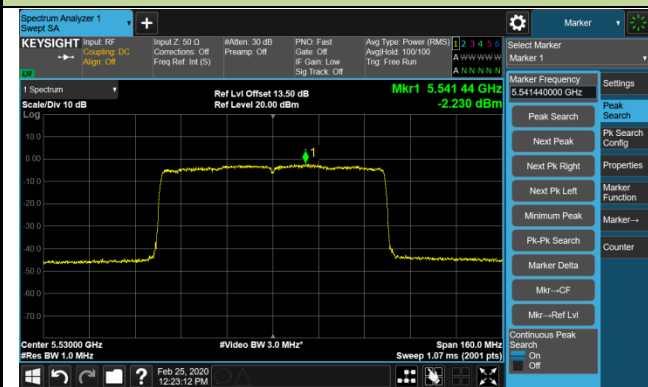 Spectrum Analyzer 1
Swept SA
+
Marker
KEYSIGHT
Input: RF
Coupling: DC
Align: Off
Input Z: 50 Ω
Corrections: Off
Freq Ref: Int (S)
#Atten: 30 dB
Preamp: Off
PNO: Fast
Gate: Off
IF Gain: Low
Sig Track: Off
Avg Type: Power (RMS)
Avg|Hold: 100/100
Trig: Free Run
1 2 3 4 5 6
A W W W W W
A N N N N N
LXI
Select Marker
Marker 1
1 Spectrum
Scale/Div 10 dB
Log
Ref Lvl Offset 13.50 dB
Ref Level 20.00 dBm
Mkr1 5.541 44 GHz
-2.230 dBm
10.0
0.00
-10.0
-20.0
-30.0
-40.0
-50.0
-60.0
-70.0
1
Center 5.53000 GHz
#Res BW 1.0 MHz
#Video BW 3.0 MHz*
Span 160.0 MHz
Sweep 1.07 ms (2001 pts)
Marker Frequency
5.541440000 GHz
Peak Search
Next Peak
Next Pk Right
Next Pk Left
Minimum Peak
Pk-Pk Search
Marker Delta
Mkr→CF
Mkr→Ref Lvl
Continuous Peak
Search
On
Off
Settings
Peak
Search
Pk Search
Config
Properties
Marker
Function
Marker→
Counter
?
Feb 25, 2020
12:23:12 PM